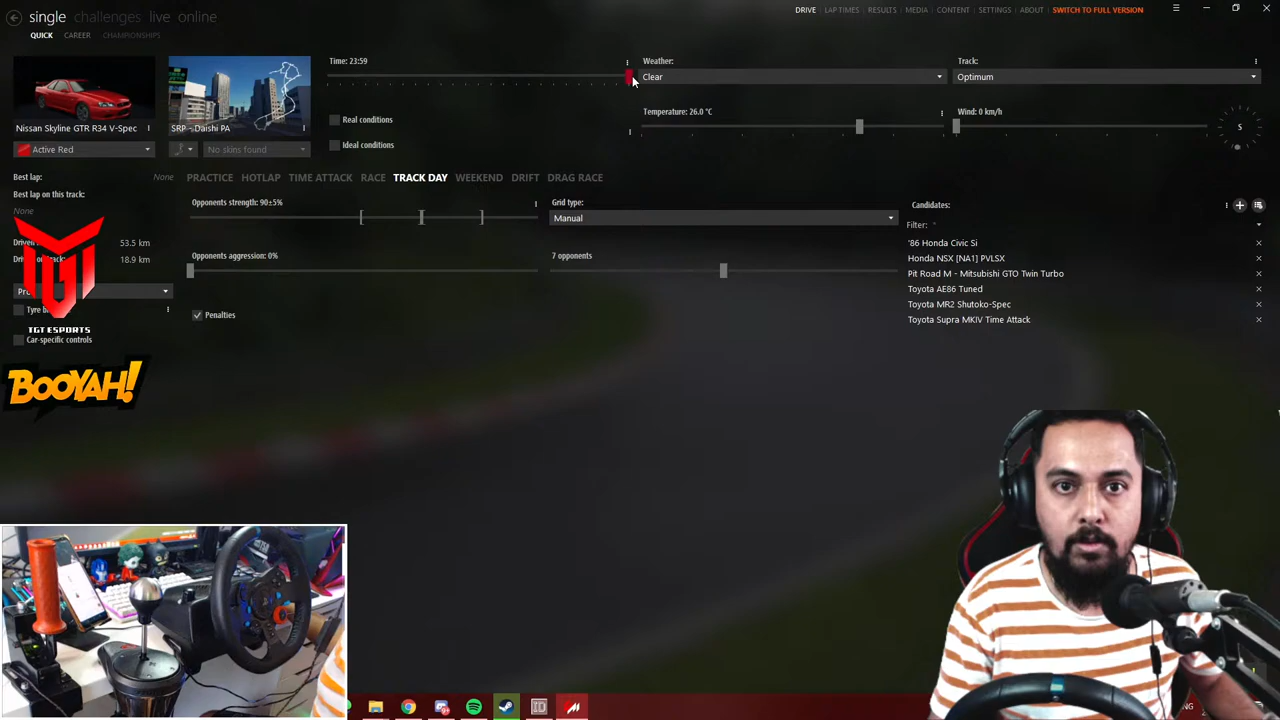 single challenges live online
DRIVE LAP TIMES RESULTS MEDIA CONTENT SETTINGS ABOUT SWITCH TO FULL VERSION
QUICK CAREER CHAMPIONSHIPS
Time: 23:59
Weather:
Track:
Clear
Optimum
Nissan Skyline GTR R34 V-Spec
SRP - Daishi PA
Real conditions
Temperature: 26.0 °C
Wind: 0 km/h
S
Active Red
No skins found
Ideal conditions
Best lap: None
PRACTICE HOTLAP TIME ATTACK RACE TRACK DAY WEEKEND DRIFT DRAG RACE
Best lap on this track:
None
Opponents strength: 90±5%
Grid type:
Manual
Candidates:
Filter:
'86 Honda Civic Si
Honda NSX [NA1] PVLSX
Pit Road M - Mitsubishi GTO Twin Turbo
Toyota AE86 Tuned
Toyota MR2 Shutoko-Spec
Toyota Supra MKIV Time Attack
53.5 km
18.9 km
Opponents aggression: 0%
7 opponents
Penalties
TGT ESPORTS
Car-specific controls
BOOYAH!